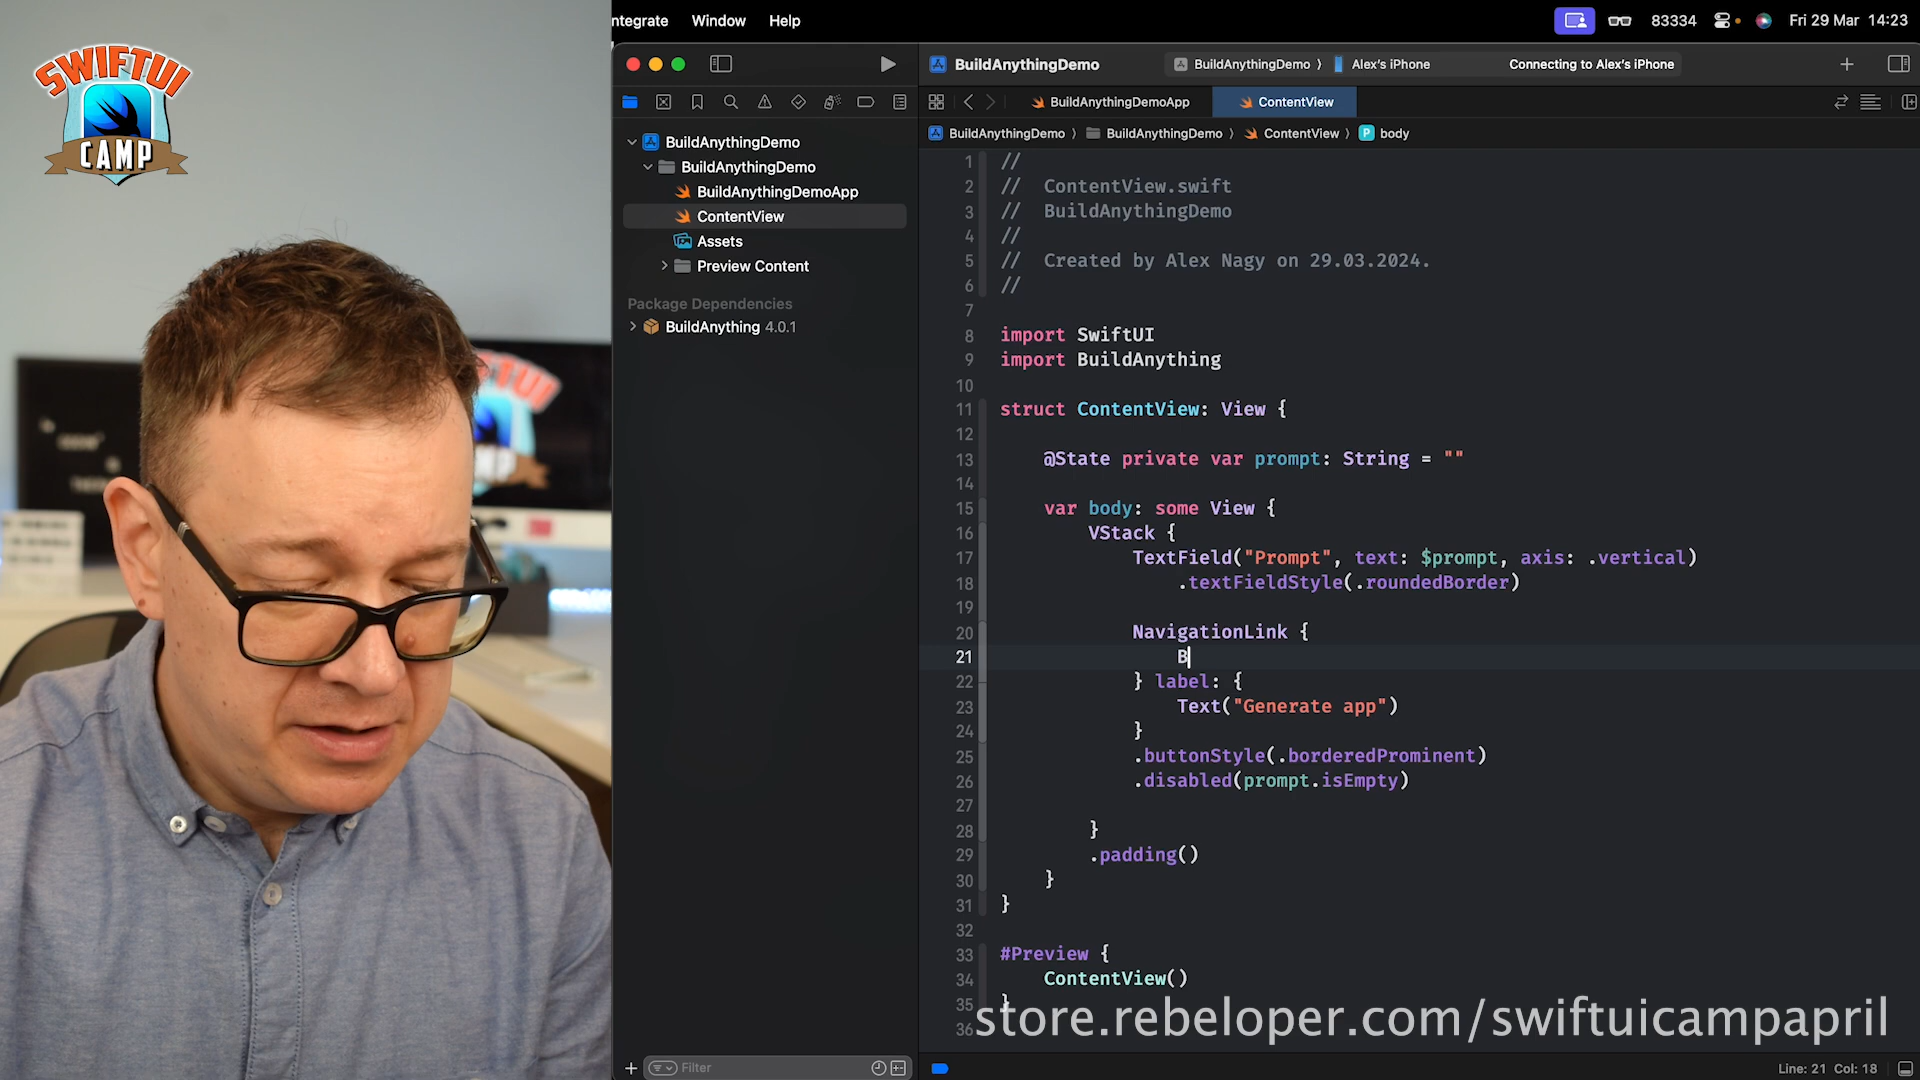 SWIFTUI
CAMP
ntegrate Window Help
83334 Fri 29 Mar 14:23
BuildAnythingDemo
BuildAnythingDemo ⟩ Alex's iPhone
Connecting to Alex's iPhone
BuildAnythingDemoApp
ContentView
BuildAnythingDemo ⟩ BuildAnythingDemo ⟩ ContentView ⟩ P body
BuildAnythingDemo
BuildAnythingDemo
BuildAnythingDemoApp
ContentView
Assets
Preview Content
Package Dependencies
BuildAnything 4.0.1
Filter
1 //
2 //  ContentView.swift
3 //  BuildAnythingDemo
4 //
5 //  Created by Alex Nagy on 29.03.2024.
6 //
7
8 import SwiftUI
9 import BuildAnything
10
11 struct ContentView: View {
12
13     @State private var prompt: String = ""
14
15     var body: some View {
16         VStack {
17             TextField("Prompt", text: $prompt, axis: .vertical)
18                 .textFieldStyle(.roundedBorder)
19
20             NavigationLink {
21                 B
22             } label: {
23                 Text("Generate app")
24             }
25             .buttonStyle(.borderedProminent)
26             .disabled(prompt.isEmpty)
27
28         }
29         .padding()
30     }
31 }
32
33 #Preview {
34     ContentView()
35 }
36
store.rebeloper.com/swiftuicampapril
Line: 21 Col: 18